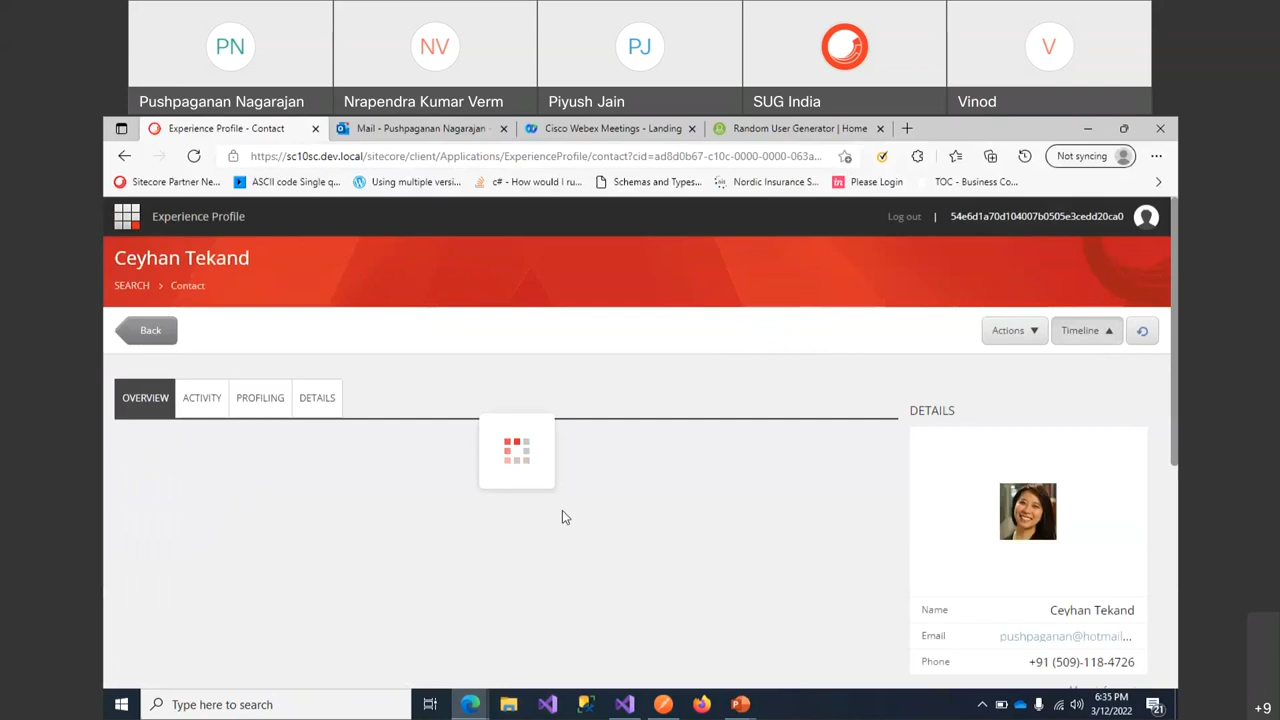 PN
NV
PJ
V
Pushpaganan Nagarajan
Nrapendra Kumar Verm
Piyush Jain
SUG India
Vinod
Experience Profile - Contact
Mail - Pushpaganan Nagarajan -
Cisco Webex Meetings - Landing
Random User Generator | Home
https://sc10sc.dev.local/sitecore/client/Applications/ExperienceProfile/contact?cid=ad8d0b67-c10c-0000-0000-063a...
Not syncing
Sitecore Partner Ne...
ASCII code Single q...
Using multiple versi...
c# - How would I ru...
Schemas and Types...
Nordic Insurance S...
Please Login
TOC - Business Co...
Experience Profile
Log out | 54e6d1a70d104007b0505e3cedd20ca0
Ceyhan Tekand
SEARCH > Contact
Back
Actions
Timeline
OVERVIEW
ACTIVITY
PROFILING
DETAILS
DETAILS
Name Ceyhan Tekand
Email pushpaganan@hotmail...
Phone +91 (509)-118-4726
Type here to search
6:35 PM
3/12/2022
21
+9